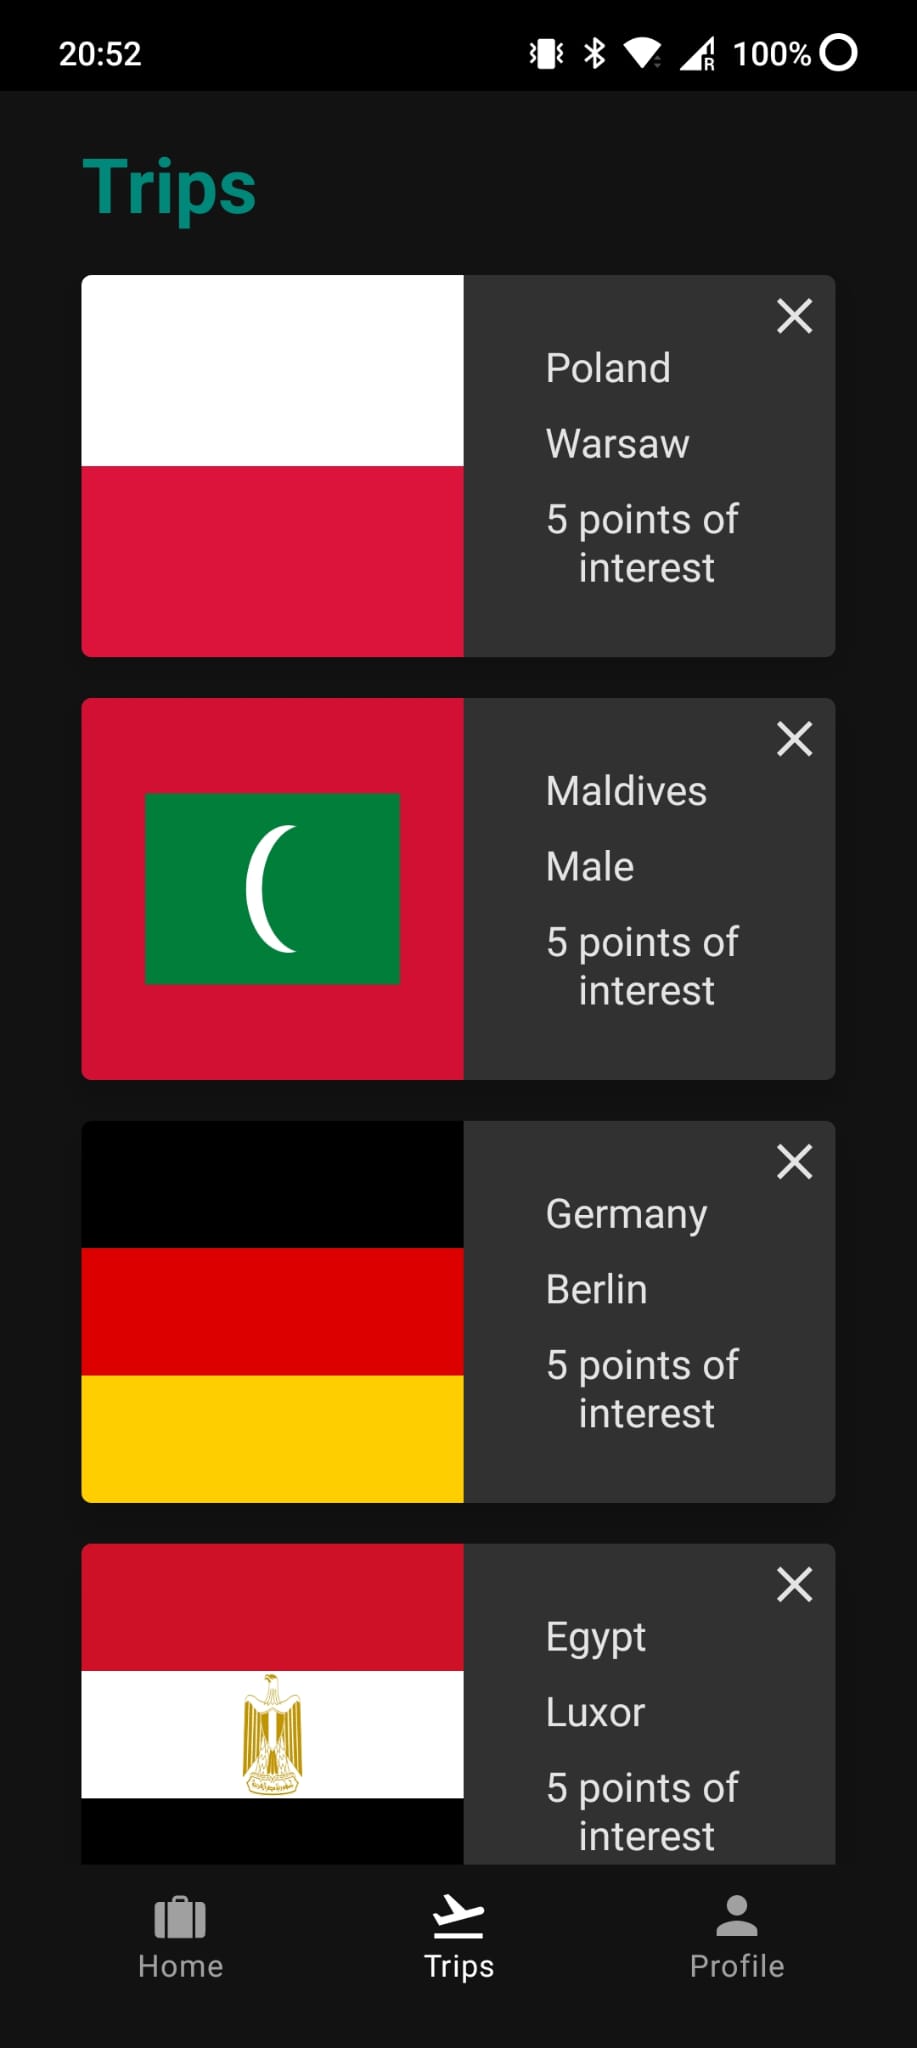 20:52
R 100%
Trips
Poland
Warsaw
5 points of
interest
Maldives
Male
5 points of
interest
Germany
Berlin
5 points of
interest
Egypt
Luxor
5 points of
interest
Home
Trips
Profile